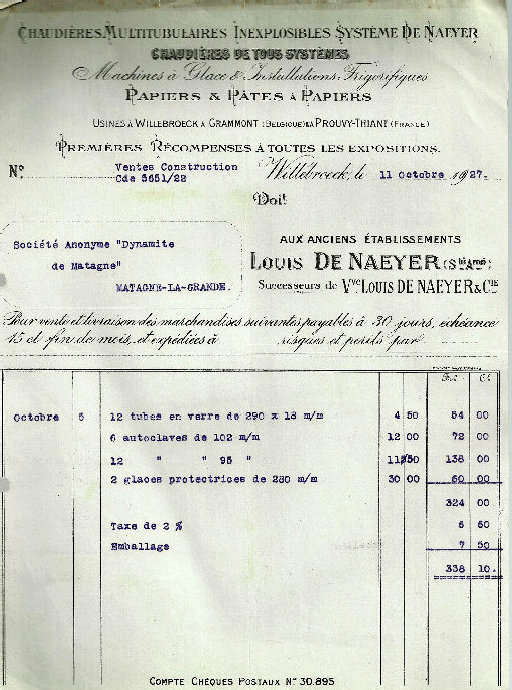 CHAUDIÈRES MULTITUBULAIRES INEXPLOSIBLES SYSTÈME DE NAEYER
CHAUDIÈRES DE TOUS SYSTÈMES
Machines à Glace & Installations Frigorifiques
PAPIERS & PÂTES À PAPIERS
USINES À WILLEBROECK & GRAMMONT (BELGIQUE) & À PROUVY-THIANT (FRANCE)
PREMIÈRES RÉCOMPENSES À TOUTES LES EXPOSITIONS.
N° Ventes Construction
Cde 5651/22
Willebroeck, le 11 Octobre 1927.
Doit
Société Anonyme "Dynamite
de Matagne"
MATAGNE-LA-GRANDE.
AUX ANCIENS ÉTABLISSEMENTS
LOUIS DE NAEYER (Sté Ame)
Successeurs de Vve LOUIS DE NAEYER & CIE
Pour vente et livraison des marchandises suivantes payables à 30 jours, échéance
15 et fin de mois, et expédiées à risques et périls par
Fr. Ct.
Octobre 5 12 tubes en verre de 290 x 18 m/m 4 50 54 00
6 autoclaves de 102 m/m 12 00 72 00
12 " " 95 " 11 50 138 00
2 glaces protectrices de 280 m/m 30 00 60 00
324 00
Taxe de 2 % 6 60
Emballage 7 50
338 10.
COMPTE CHÈQUES POSTAUX N° 30.895